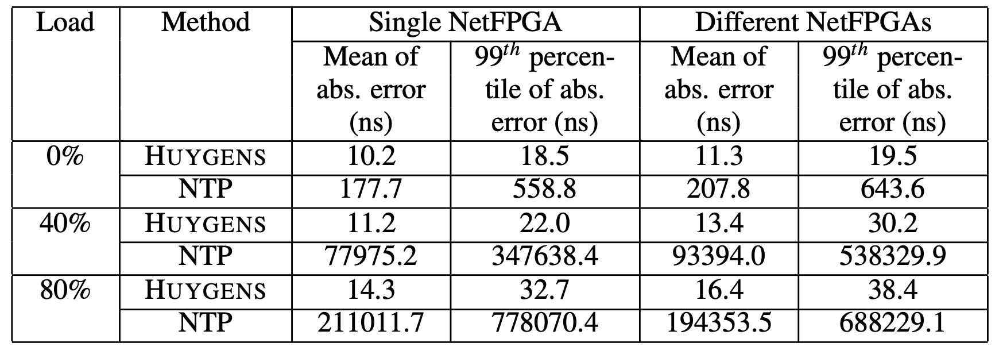 Load Method Single NetFPGA Different NetFPGAs
Mean of 99th percen- Mean of 99th percen-
abs. error tile of abs. abs. error tile of abs.
(ns) error (ns) (ns) error (ns)
0% HUYGENS 10.2 18.5 11.3 19.5
NTP 177.7 558.8 207.8 643.6
40% HUYGENS 11.2 22.0 13.4 30.2
NTP 77975.2 347638.4 93394.0 538329.9
80% HUYGENS 14.3 32.7 16.4 38.4
NTP 211011.7 778070.4 194353.5 688229.1